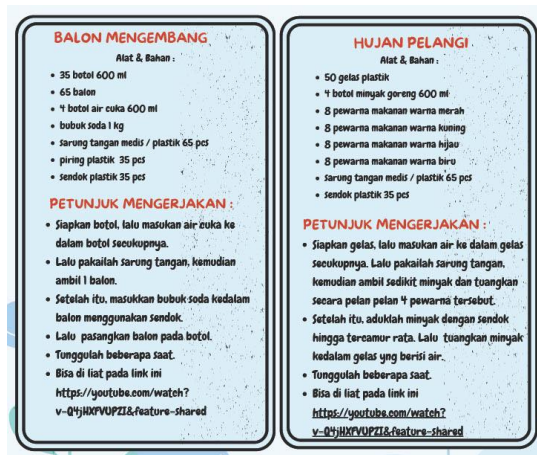 BALON MENGEMBANG
Alat & Bahan :
• 35 botol 600 ml
• 65 balon
• 4 botol air cuka 600 ml
• bubuk soda 1 kg
• sarung tangan medis / plastik 65 pcs
• piring plastik 35 pcs
• sendok plastik 35 pcs
PETUNJUK MENGERJAKAN :
• Siapkan botol, lalu masukan air cuka ke
dalam botol secukupnya.
• Lalu pakailah sarung tangan, kemudian
ambil 1 balon.
• Setelah itu, masukkan bubuk soda kedalam
balon menggunakan sendok.
• Lalu pasangkan balon pada botol.
• Tunggulah beberapa saat.
• Bisa di liat pada link ini
https://youtube.com/watch?
v-Q4jHXfVUPZI&feature-shared
HUJAN PELANGI
Alat & Bahan :
• 50 gelas plastik
• 4 botol minyak goreng 600 ml
• 8 pewarna makanan warna merah
• 8 pewarna makanan warna kuning
• 8 pewarna makanan warna hijau
• 8 pewarna makanan warna biru
• sarung tangan medis / plastik 65 pcs
• sendok plastik 35 pcs
PETUNJUK MENGERJAKAN :
• Siapkan gelas, lalu masukan air ke dalam gelas
secukupnya. Lalu pakailah sarung tangan,
kemudian ambil sedikit minyak dan tuangkan
secara pelan pelan 4 pewarna tersebut.
• Setelah itu, aduklah minyak dengan sendok
hingga tercamur rata. Lalu tuangkan minyak
kedalam gelas yng berisi air.
• Tunggulah beberapa saat.
• Bisa di liat pada link ini
https://youtube.com/watch?
v-Q4jHXfVUPZI&feature-shared